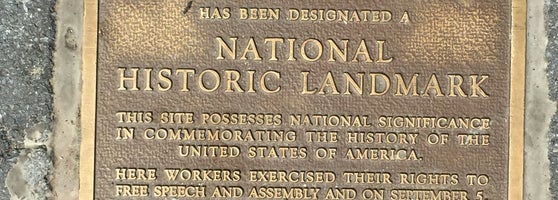 HAS BEEN DESIGNATED A
NATIONAL
HISTORIC LANDMARK
THIS SITE POSSESSES NATIONAL SIGNIFICANCE
IN COMMEMORATING THE HISTORY OF THE
UNITED STATES OF AMERICA.
HERE WORKERS EXERCISED THEIR RIGHTS TO
FREE SPEECH AND ASSEMBLY AND ON SEPTEMBER 5,